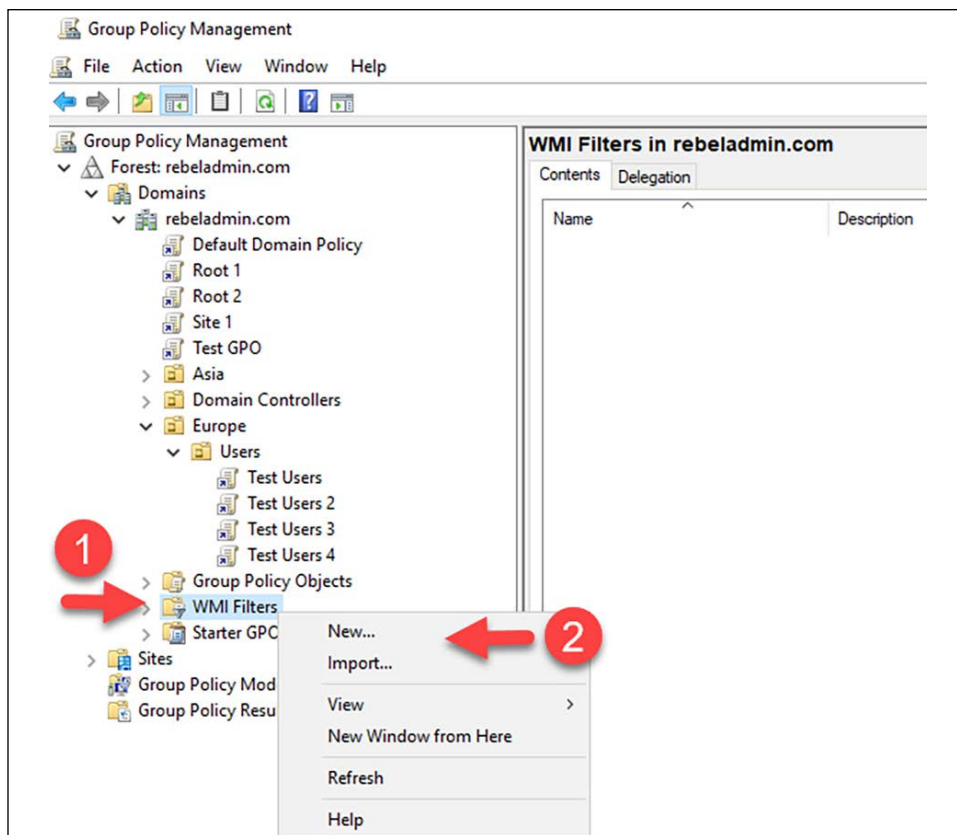 Group Policy Management
File Action View Window Help
Group Policy Management
Forest: rebeladmin.com
Domains
rebeladmin.com
Default Domain Policy
Root 1
Root 2
Site 1
Test GPO
Asia
Domain Controllers
Europe
Users
Test Users
Test Users 2
Test Users 3
Test Users 4
Group Policy Objects
WMI Filters
Starter GPO
Sites
Group Policy Mod
Group Policy Resu
WMI Filters in rebeladmin.com
Contents Delegation
Name Description
1
2
New...
Import...
View
New Window from Here
Refresh
Help